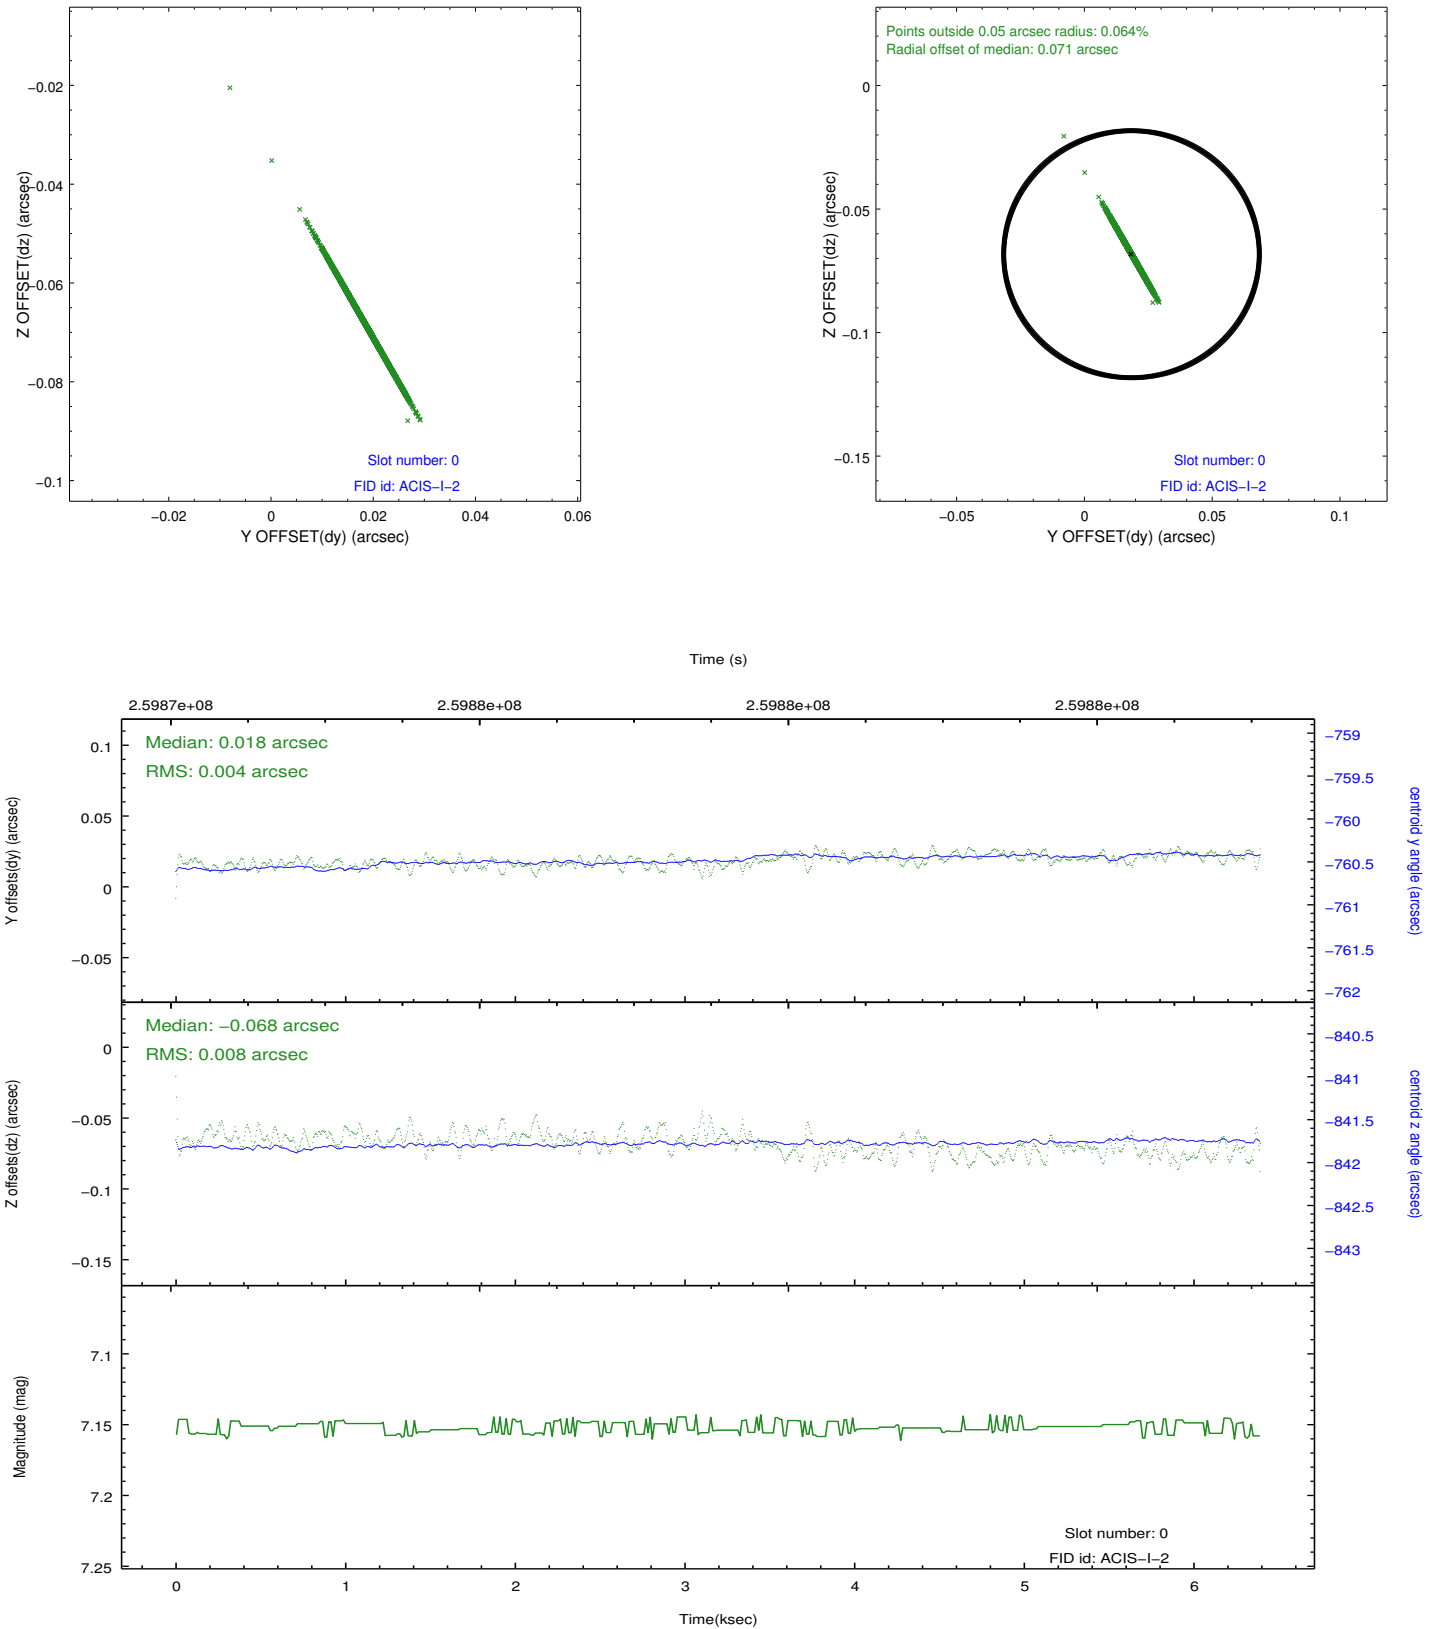 −0.02
−0.04
−0.06
−0.08
−0.1
Z OFFSET(dz) (arcsec)
Slot number: 0
FID id: ACIS−I−2
−0.02 0 0.02 0.04 0.06
Y OFFSET(dy) (arcsec)
Points outside 0.05 arcsec radius: 0.064%
Radial offset of median: 0.071 arcsec
0
−0.05
−0.1
−0.15
Z OFFSET(dz) (arcsec)
Slot number: 0
FID id: ACIS−I−2
−0.05 0 0.05 0.1
Y OFFSET(dy) (arcsec)
Time (s)
2.5987e+08 2.5988e+08 2.5988e+08 2.5988e+08
Median: 0.018 arcsec
RMS: 0.004 arcsec
0.1
0.05
0
−0.05
Y offsets(dy) (arcsec)
−759
−759.5
−760
−760.5
−761
−761.5
−762
centroid y angle (arcsec)
Median: −0.068 arcsec
RMS: 0.008 arcsec
0
−0.05
−0.1
−0.15
Z offsets(dz) (arcsec)
−840.5
−841
−841.5
−842
−842.5
−843
centroid z angle (arcsec)
7.1
7.15
7.2
7.25
Magnitude (mag)
Slot number: 0
FID id: ACIS−I−2
0 1 2 3 4 5 6
Time(ksec)